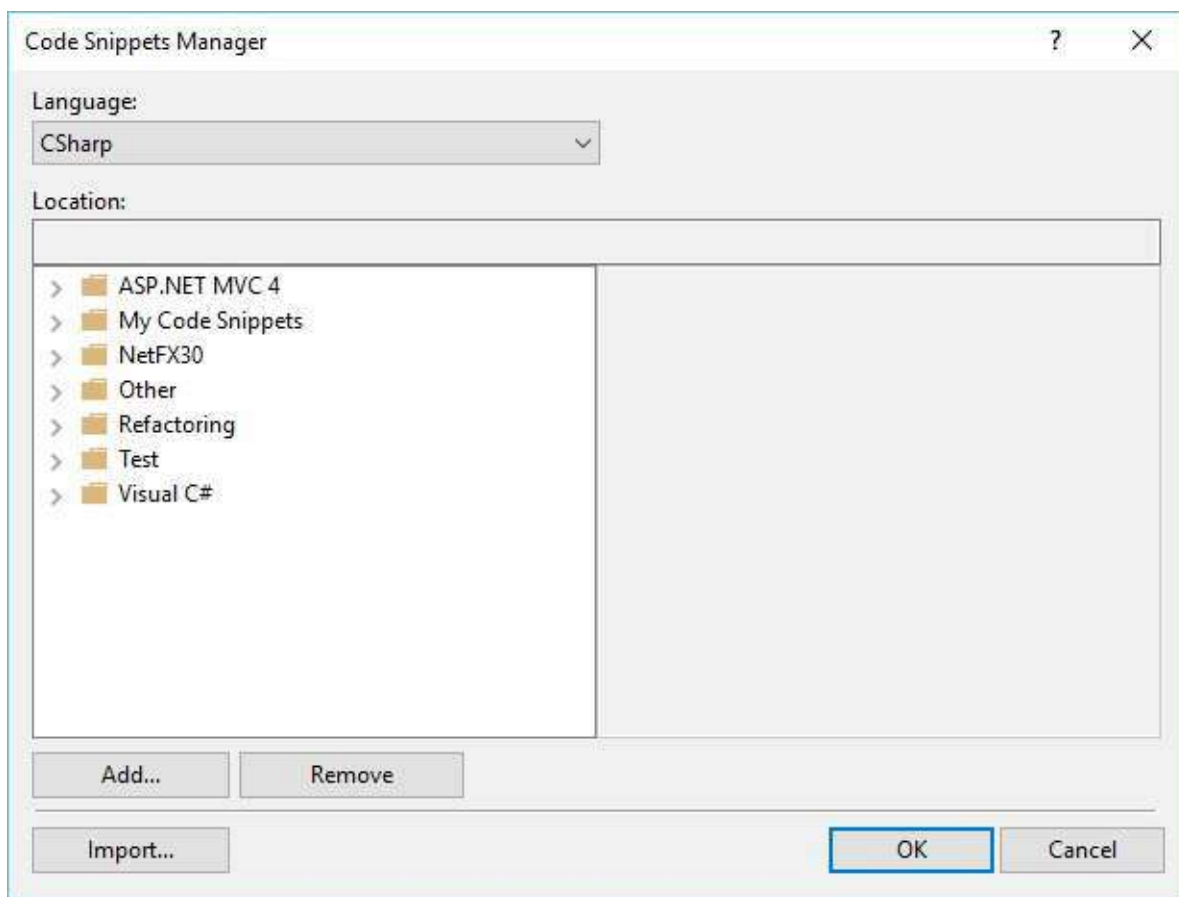 Code Snippets Manager ?
Language:
CSharp
Location:
ASP.NET MVC 4
My Code Snippets
NetFX30
Other
Refactoring
Test
Visual C#
Add... Remove
Import... OK Cancel